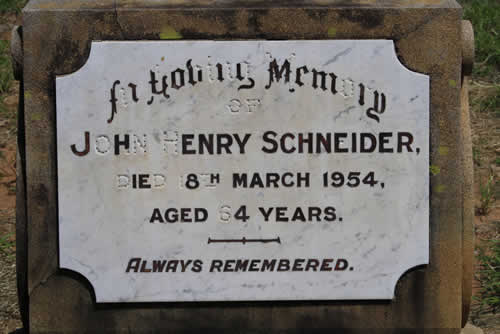 In Loving Memory
OF
JOHN HENRY SCHNEIDER,
DIED 18TH MARCH 1954,
AGED 64 YEARS.
ALWAYS REMEMBERED.